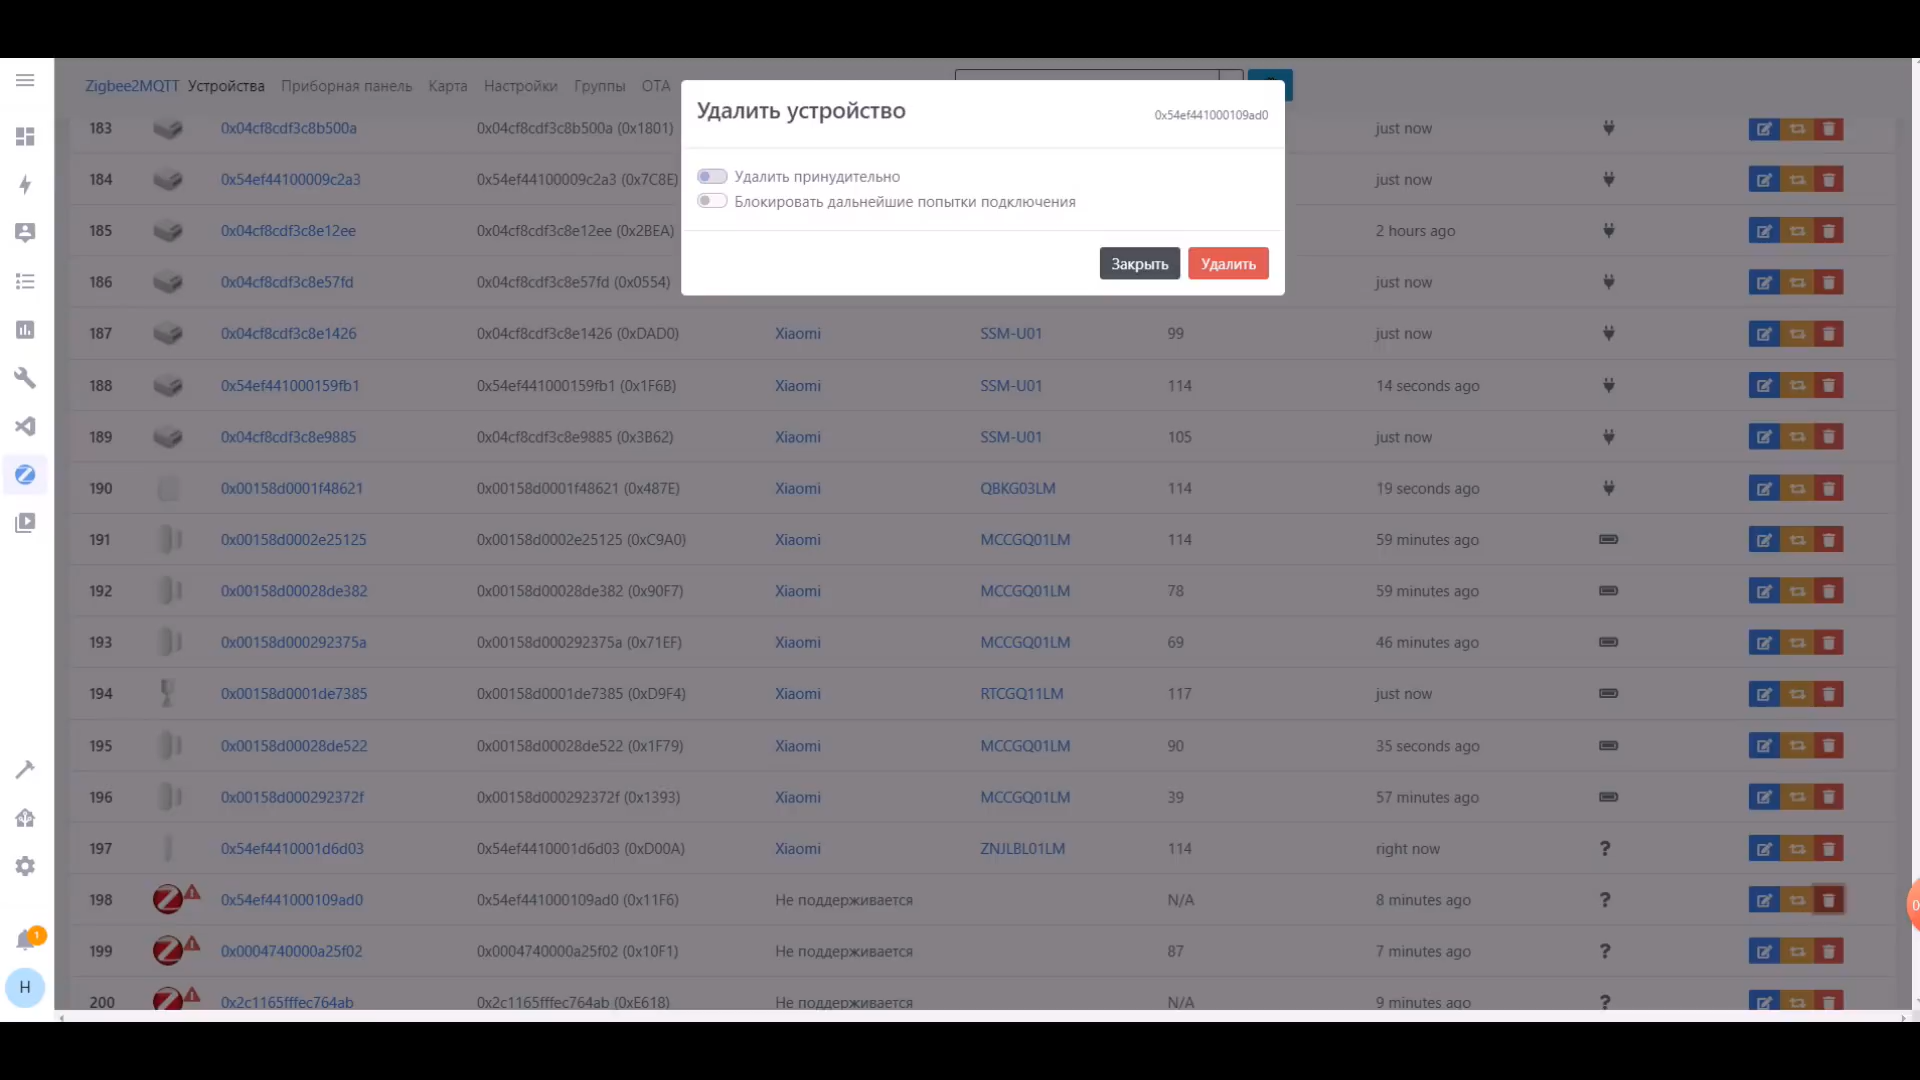 Zigbee2MQTT Устройства Приборная панель Карта Настройки Группы OTA
Удалить устройство 0x54ef441000109ad0
Удалить принудительно
Блокировать дальнейшие попытки подключения
Закрыть Удалить
183 0x04cf8cdf3c8b500a 0x04cf8cdf3c8b500a (0x1801) just now
184 0x54ef44100009c2a3 0x54ef44100009c2a3 (0x7C8E) just now
185 0x04cf8cdf3c8e12ee 0x04cf8cdf3c8e12ee (0x2BEA) 2 hours ago
186 0x04cf8cdf3c8e57fd 0x04cf8cdf3c8e57fd (0x0554) just now
187 0x04cf8cdf3c8e1426 0x04cf8cdf3c8e1426 (0xDAD0) Xiaomi SSM-U01 99 just now
188 0x54ef441000159fb1 0x54ef441000159fb1 (0x1F6B) Xiaomi SSM-U01 114 14 seconds ago
189 0x04cf8cdf3c8e9885 0x04cf8cdf3c8e9885 (0x3B62) Xiaomi SSM-U01 105 just now
190 0x00158d0001f48621 0x00158d0001f48621 (0x487E) Xiaomi QBKG03LM 114 19 seconds ago
191 0x00158d0002e25125 0x00158d0002e25125 (0xC9A0) Xiaomi MCCGQ01LM 114 59 minutes ago
192 0x00158d00028de382 0x00158d00028de382 (0x90F7) Xiaomi MCCGQ01LM 78 59 minutes ago
193 0x00158d000292375a 0x00158d000292375a (0x71EF) Xiaomi MCCGQ01LM 69 46 minutes ago
194 0x00158d0001de7385 0x00158d0001de7385 (0xD9F4) Xiaomi RTCGQ11LM 117 just now
195 0x00158d00028de522 0x00158d00028de522 (0x1F79) Xiaomi MCCGQ01LM 90 35 seconds ago
196 0x00158d000292372f 0x00158d000292372f (0x1393) Xiaomi MCCGQ01LM 39 57 minutes ago
197 0x54ef4410001d6d03 0x54ef4410001d6d03 (0xD00A) Xiaomi ZNJLBL01LM 114 right now ?
198 0x54ef441000109ad0 0x54ef441000109ad0 (0x11F6) Не поддерживается N/A 8 minutes ago ?
199 0x0004740000a25f02 0x0004740000a25f02 (0x10F1) Не поддерживается 87 7 minutes ago ?
200 0x2c1165fffec764ab 0x2c1165fffec764ab (0xE618) Не поддерживается N/A 9 minutes ago ?
1
H